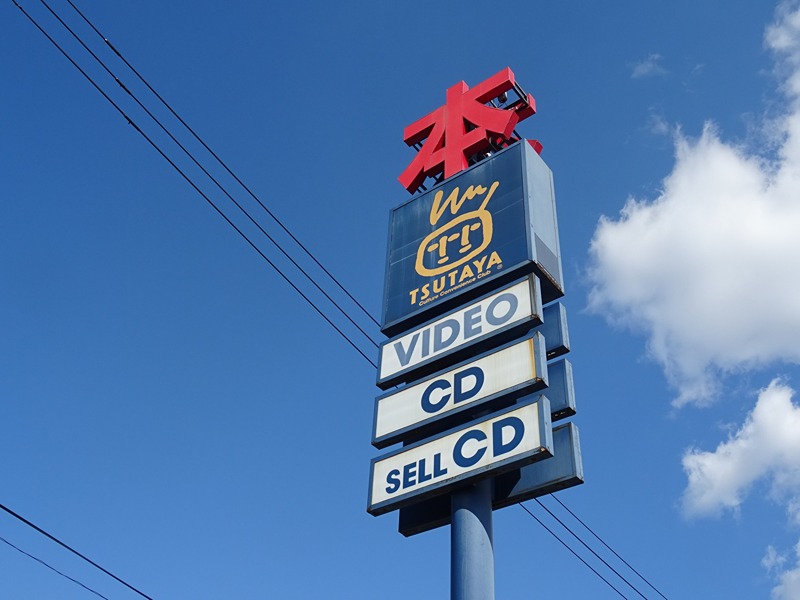 本
TSUTAYA
Culture Convenience Club
VIDEO
CD
SELL CD